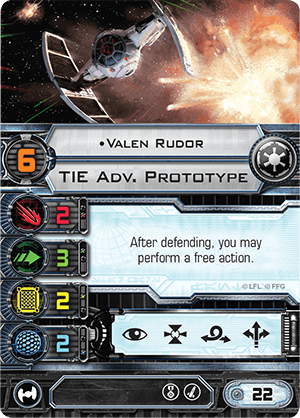 •Valen Rudor
6
TIE Adv. Prototype
2
3
2
2
After defending, you may
perform a free action.
©LFL ©FFG
22